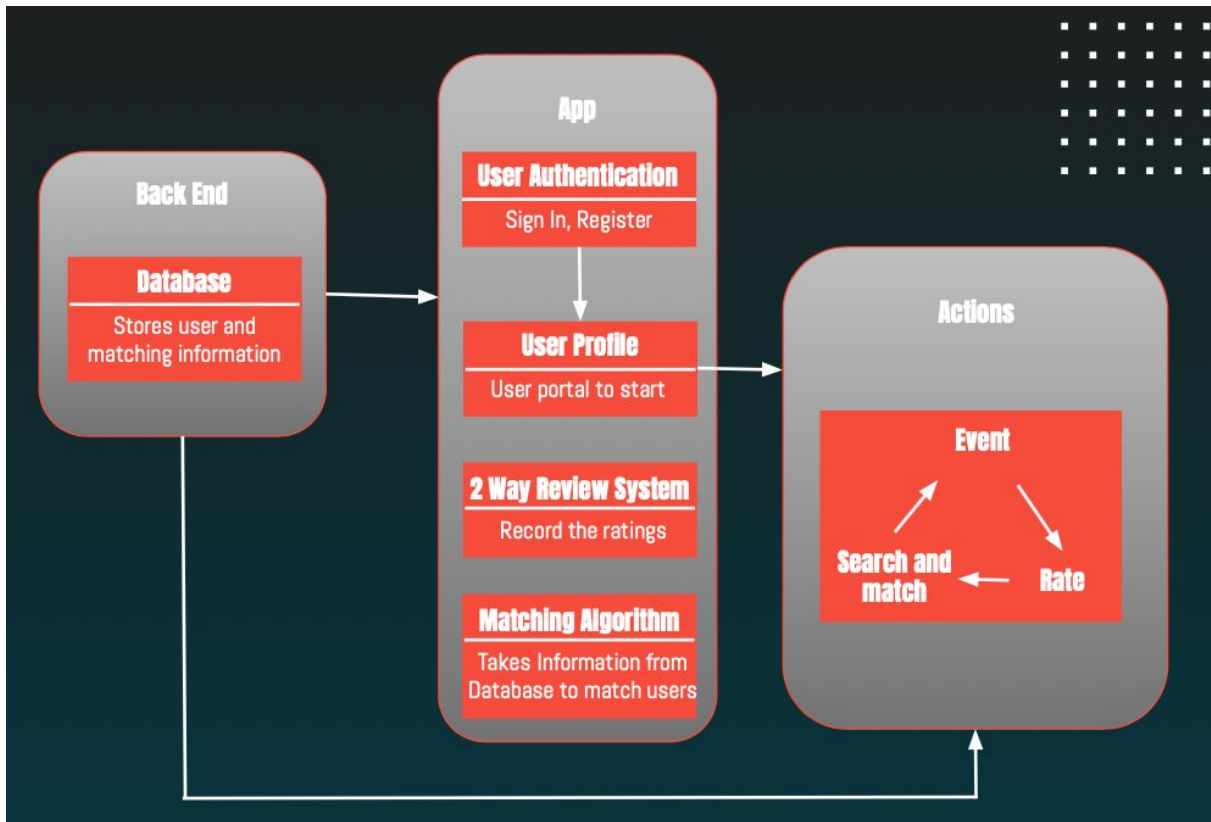 Back End
Database
Stores user and
matching information
App
User Authentication
Sign In, Register
User Profile
User portal to start
2 Way Review System
Record the ratings
Matching Algorithm
Takes Information from
Database to match users
Actions
Event
Search and
match
Rate